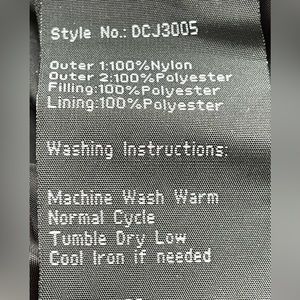 Style No.: DCJ3005
Outer 1:100%Nylon
Outer 2:100%Polyester
Filling:100%Polyester
Lining:100%Polyester
Washing Instructions:
Machine Wash Warm
Normal Cycle
Tumble Dry Low
Cool Iron if needed